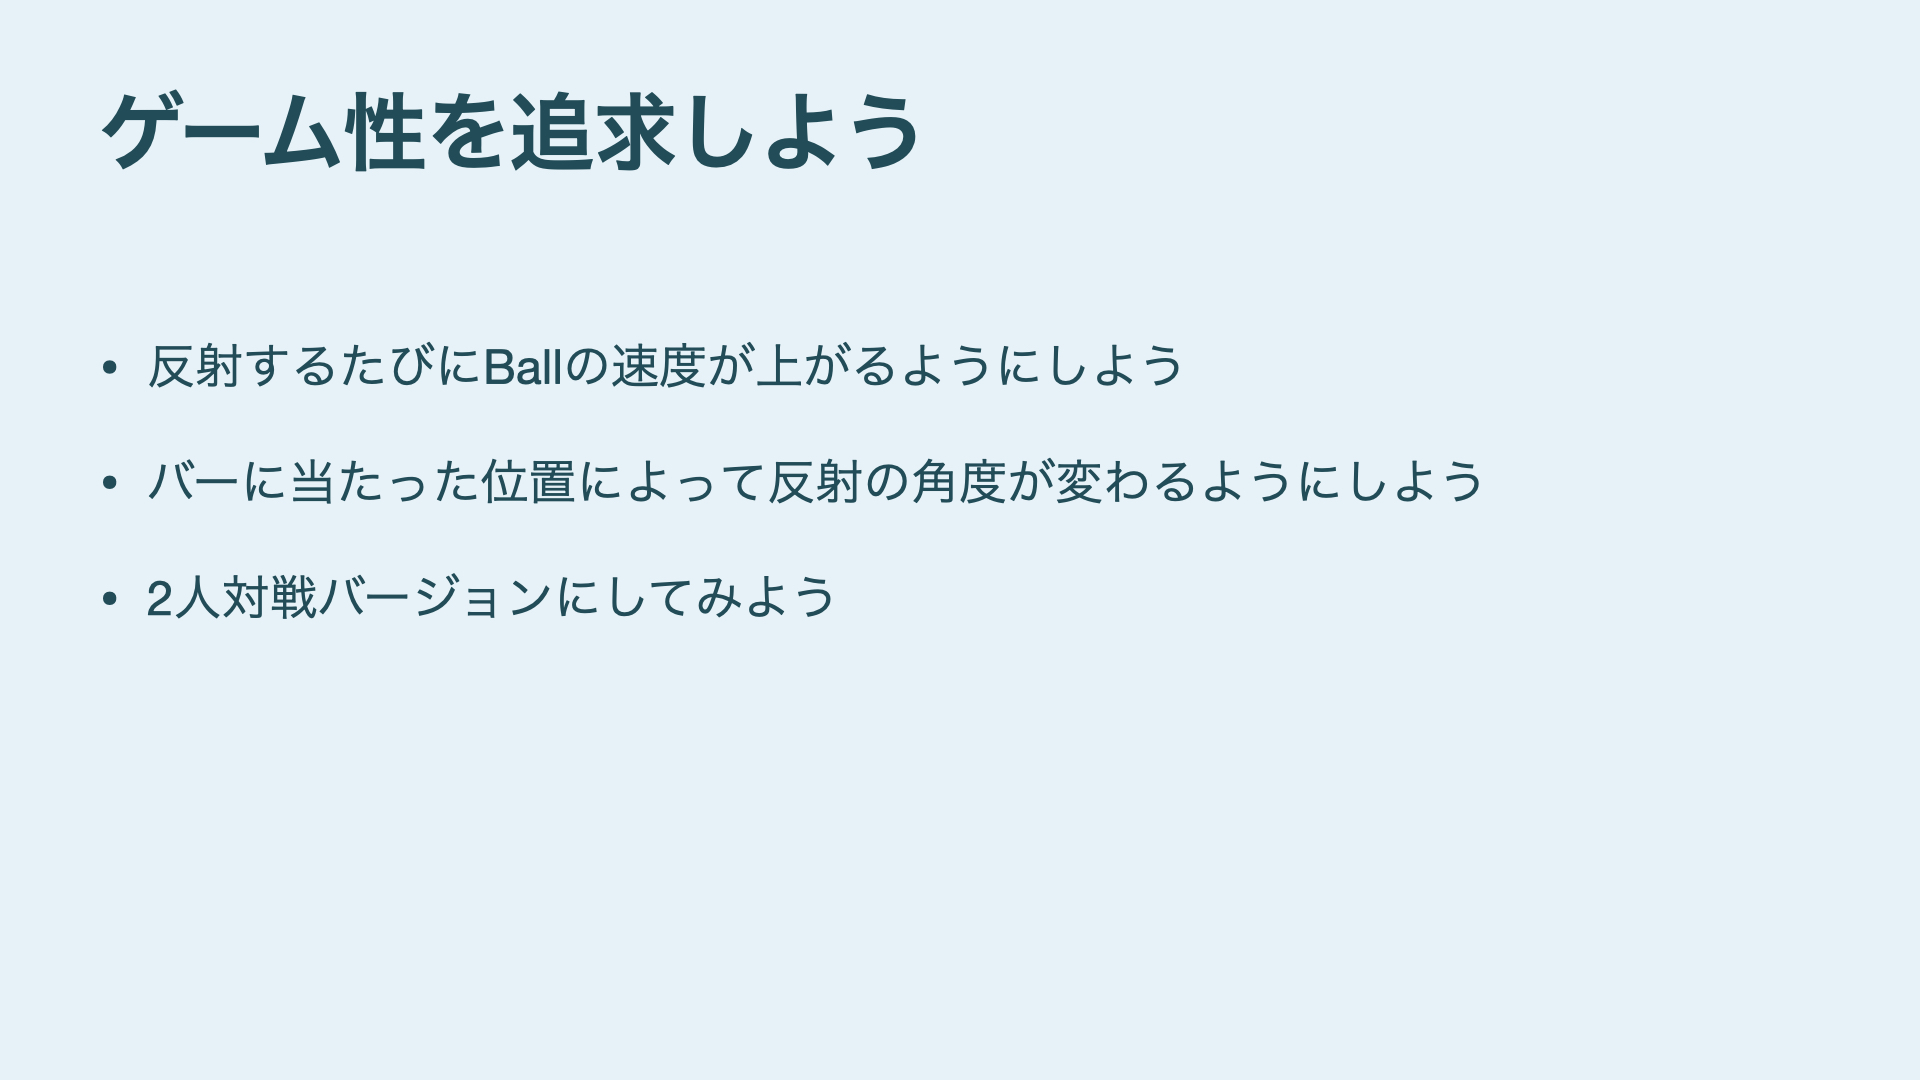 ゲーム性を追求しよう
• 反射するたびにBallの速度が上がるようにしよう
• バーに当たった位置によって反射の角度が変わるようにしよう
• 2人対戦バージョンにしてみよう